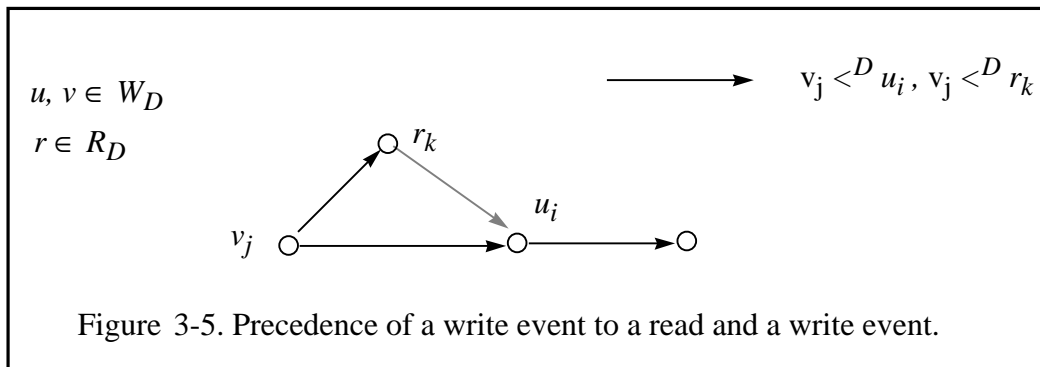 v_j <^D u_i , v_j <^D r_k
u, v ∈ W_D
r ∈ R_D
r_k
u_i
v_j
Figure 3-5. Precedence of a write event to a read and a write event.